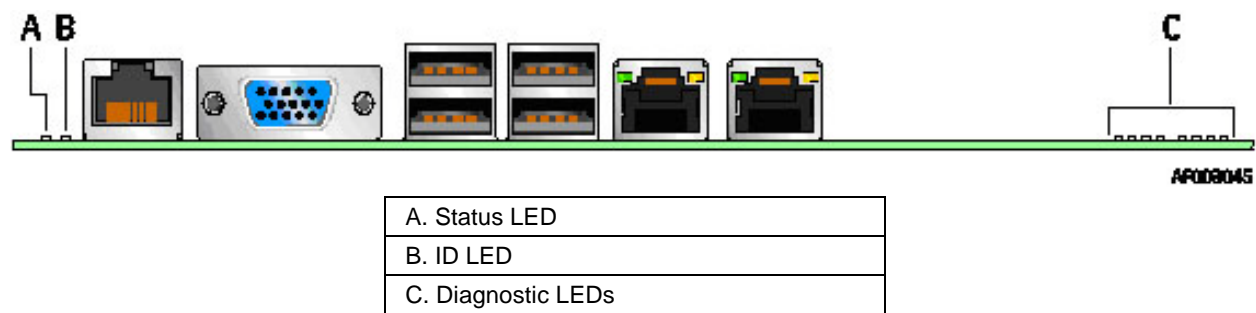 A B C
AF003045
A. Status LED
B. ID LED
C. Diagnostic LEDs